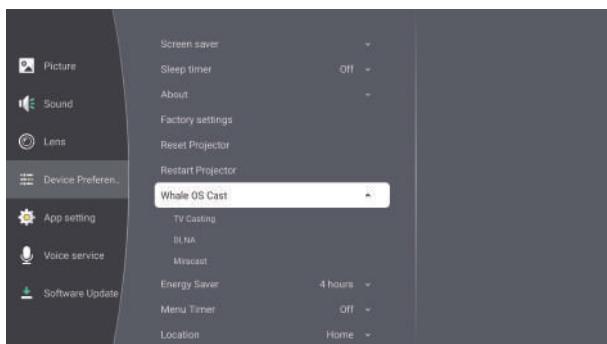 Picture
Sound
Lens
Device Preferen..
App setting
Voice service
Software Update
Screen saver
Sleep timer Off
About
Factory settings
Reset Projector
Restart Projector
Whale OS Cast
TV Casting
DLNA
Miracast
Energy Saver 4 hours
Menu Timer Off
Location Home